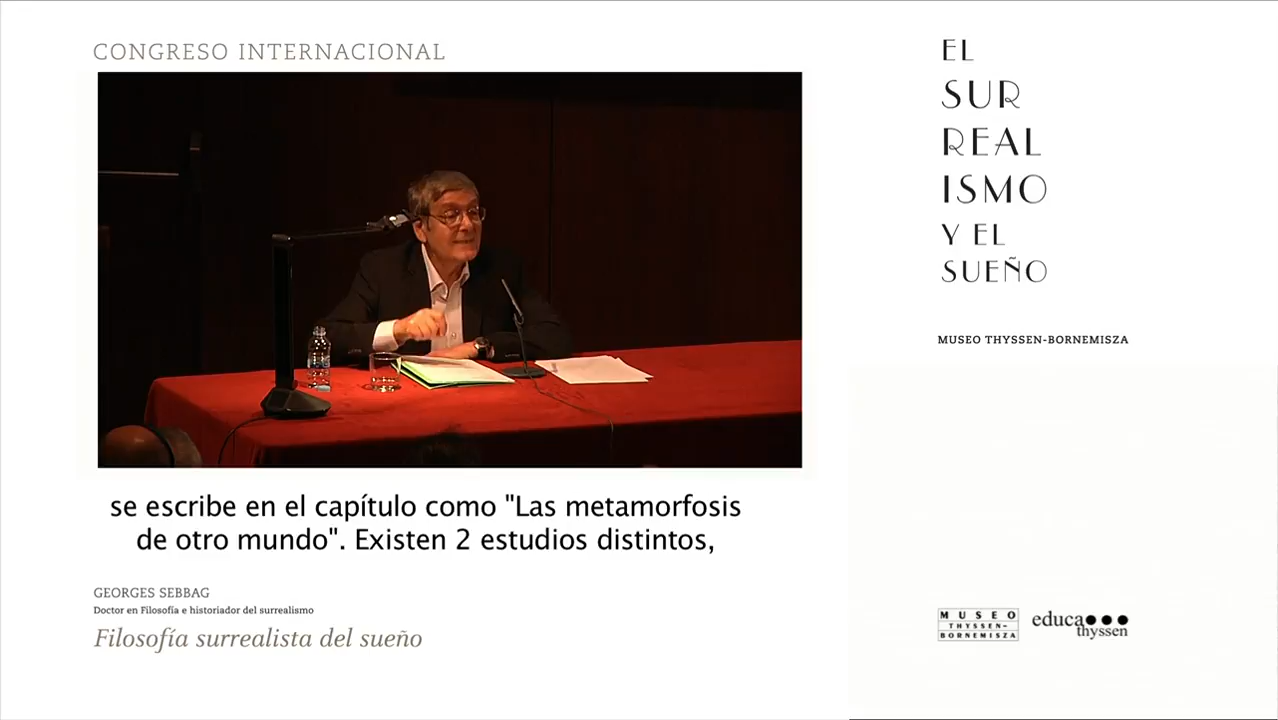 CONGRESO INTERNACIONAL
EL
SUR
REAL
ISMO
Y EL
SUEÑO
MUSEO THYSSEN-BORNEMISZA
se escribe en el capítulo como "Las metamorfosis
de otro mundo". Existen 2 estudios distintos,
GEORGES SEBBAG
Doctor en Filosofía e historiador del surrealismo
Filosofía surrealista del sueño
MUSEO
THYSSEN-
BORNEMISZA
educa
thyssen